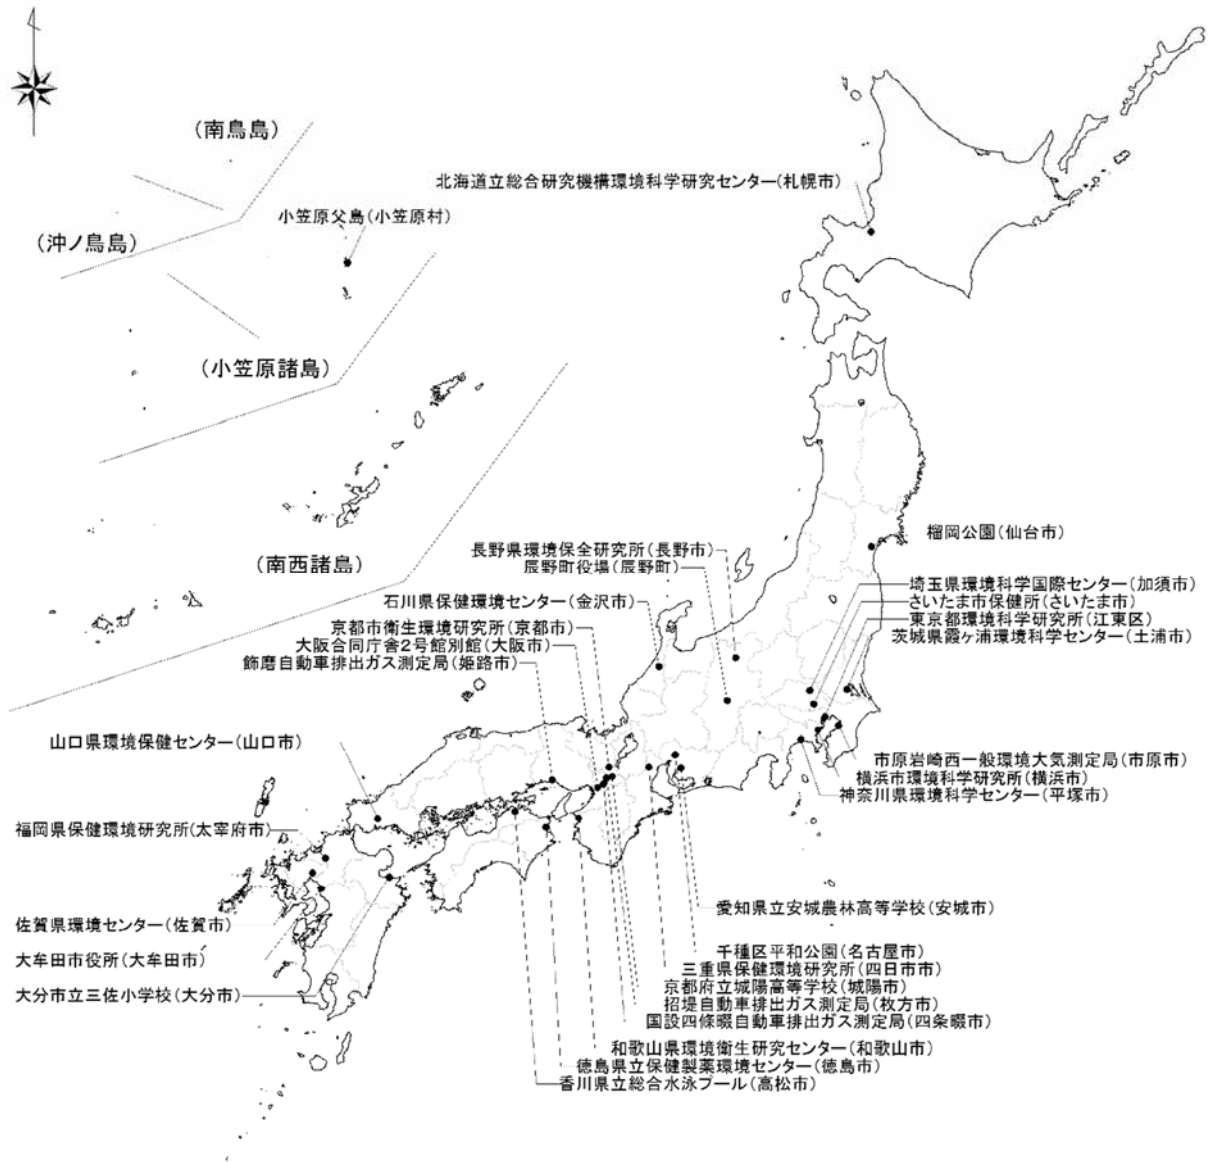 (南鳥島)
北海道立総合研究機構環境科学研究センター(札幌市)
小笠原父島(小笠原村)
(沖ノ鳥島)
(小笠原諸島)
榴岡公園(仙台市)
長野県環境保全研究所(長野市)
(南西諸島)
辰野町役場(辰野町)
埼玉県環境科学国際センター(加須市)
石川県保健環境センター(金沢市)
さいたま市保健所(さいたま市)
東京都環境科学研究所(江東区)
京都市衛生環境研究所(京都市)
茨城県霞ヶ浦環境科学センター(土浦市)
大阪合同庁舎2号館別館(大阪市)
飾磨自動車排出ガス測定局(姫路市)
山口県環境保健センター(山口市)
市原岩崎西一般環境大気測定局(市原市)
横浜市環境科学研究所(横浜市)
神奈川県環境科学センター(平塚市)
福岡県保健環境研究所(太宰府市)
愛知県立安城農林高等学校(安城市)
佐賀県環境センター(佐賀市)
千種区平和公園(名古屋市)
大牟田市役所(大牟田市)
三重県保健環境研究所(四日市市)
京都府立城陽高等学校(城陽市)
大分市立三佐小学校(大分市)
招堤自動車排出ガス測定局(枚方市)
国設四條畷自動車排出ガス測定局(四条畷市)
和歌山県環境衛生研究センター(和歌山市)
徳島県立保健製薬環境センター(徳島市)
香川県立総合水泳プール(高松市)